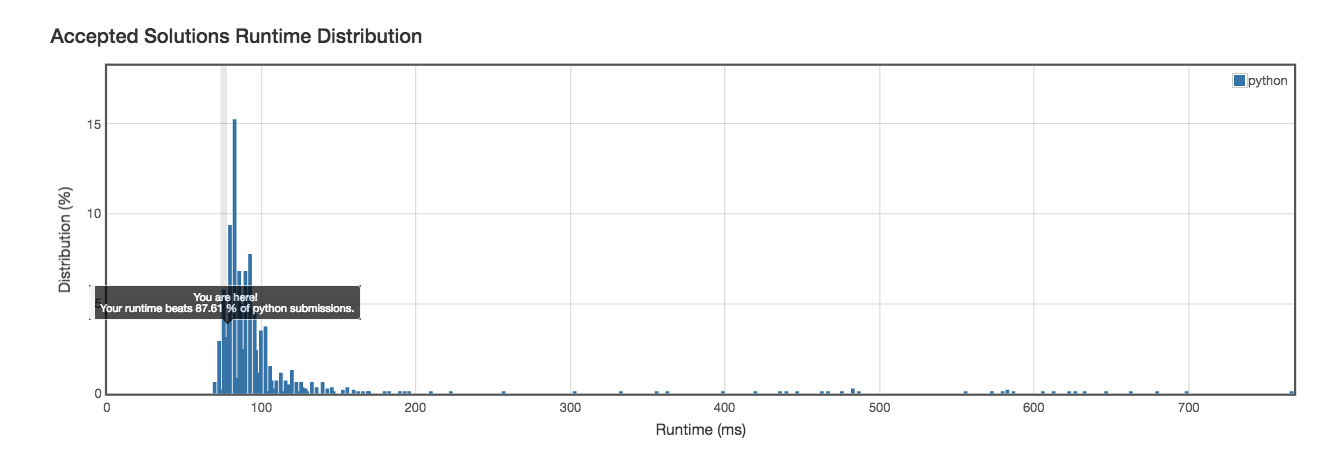 Accepted Solutions Runtime Distribution
python
15
10
5
0
Distribution (%)
You are here!
Your runtime beats 87.61 % of python submissions.
0 100 200 300 400 500 600 700
Runtime (ms)